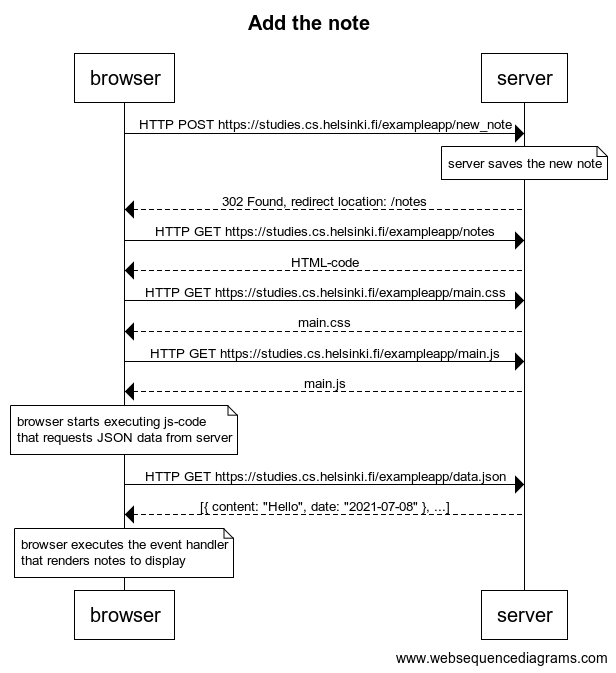 Add the note
browser
server
HTTP POST https://studies.cs.helsinki.fi/exampleapp/new_note
server saves the new note
302 Found, redirect location: /notes
HTTP GET https://studies.cs.helsinki.fi/exampleapp/notes
HTML-code
HTTP GET https://studies.cs.helsinki.fi/exampleapp/main.css
main.css
HTTP GET https://studies.cs.helsinki.fi/exampleapp/main.js
main.js
browser starts executing js-code
that requests JSON data from server
HTTP GET https://studies.cs.helsinki.fi/exampleapp/data.json
[{ content: "Hello", date: "2021-07-08" }, ...]
browser executes the event handler
that renders notes to display
browser
server
www.websequencediagrams.com